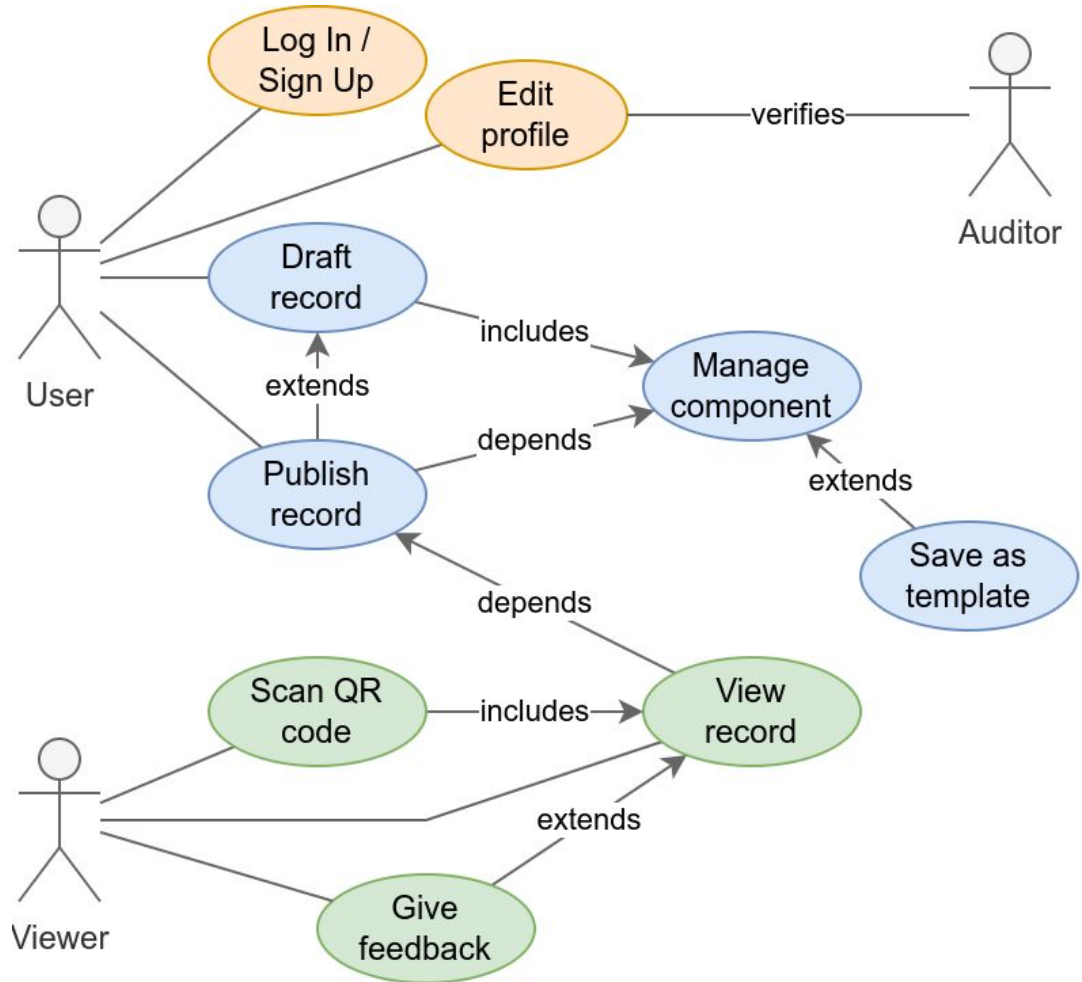 Log In /
Sign Up
Edit
profile
verifies
Auditor
Draft
record
includes
User
extends
Manage
component
depends
Publish
record
extends
Save as
template
depends
Scan QR
code
includes
View
record
extends
Viewer
Give
feedback